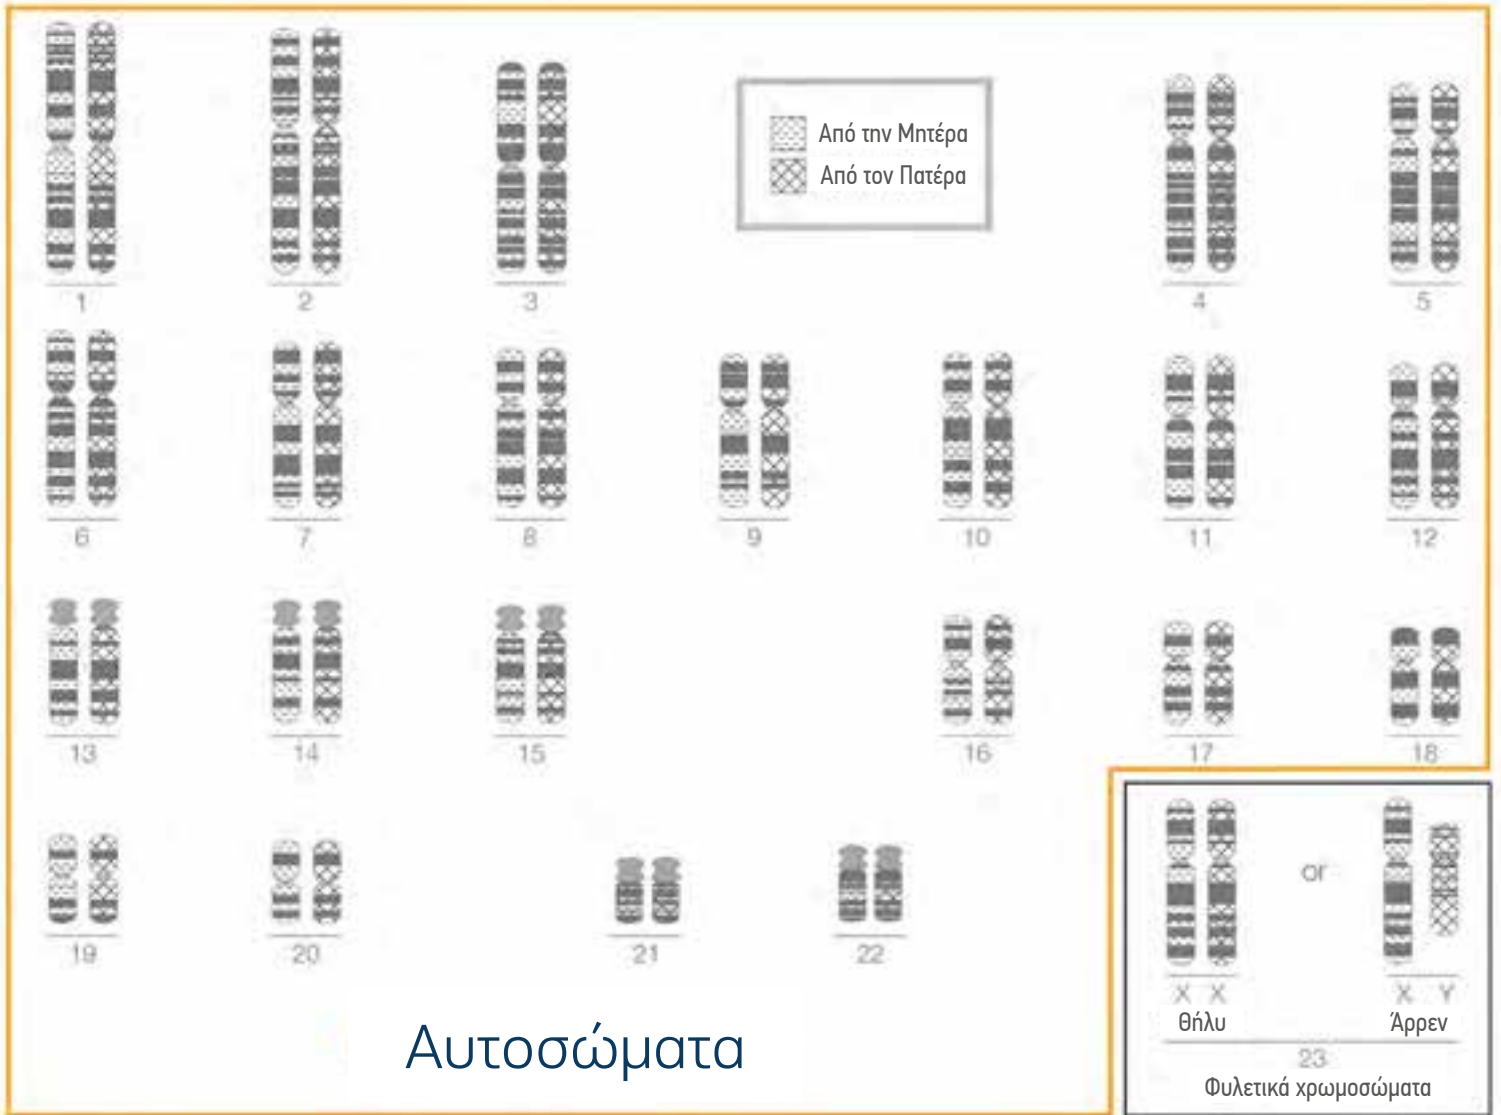 Από την Μητέρα
Από τον Πατέρα
1 2 3 4 5
6 7 8 9 10 11 12
13 14 15 16 17 18
19 20 21 22
or
X X X Y
Θήλυ Άρρεν
23
Φυλετικά χρωμοσώματα
Αυτοσώματα